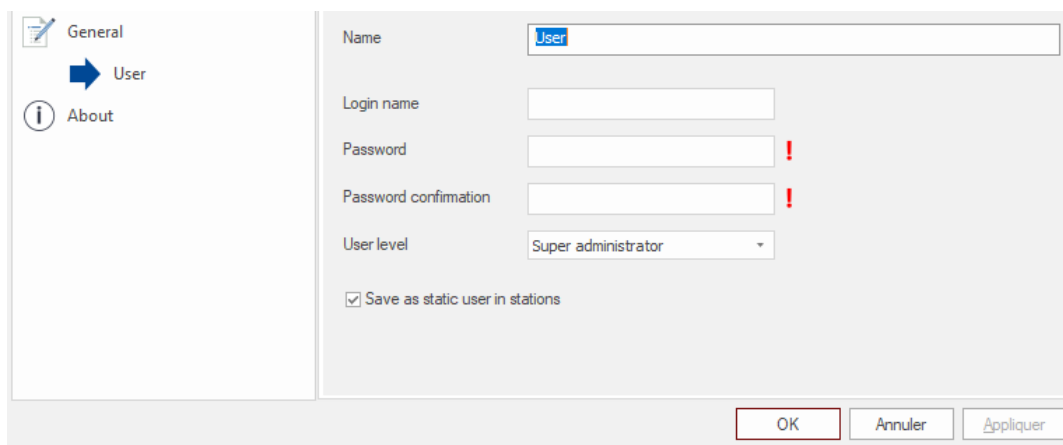 General
User
About
Name User
Login name
Password !
Password confirmation !
User level Super administrator
Save as static user in stations
OK Annuler Appliquer